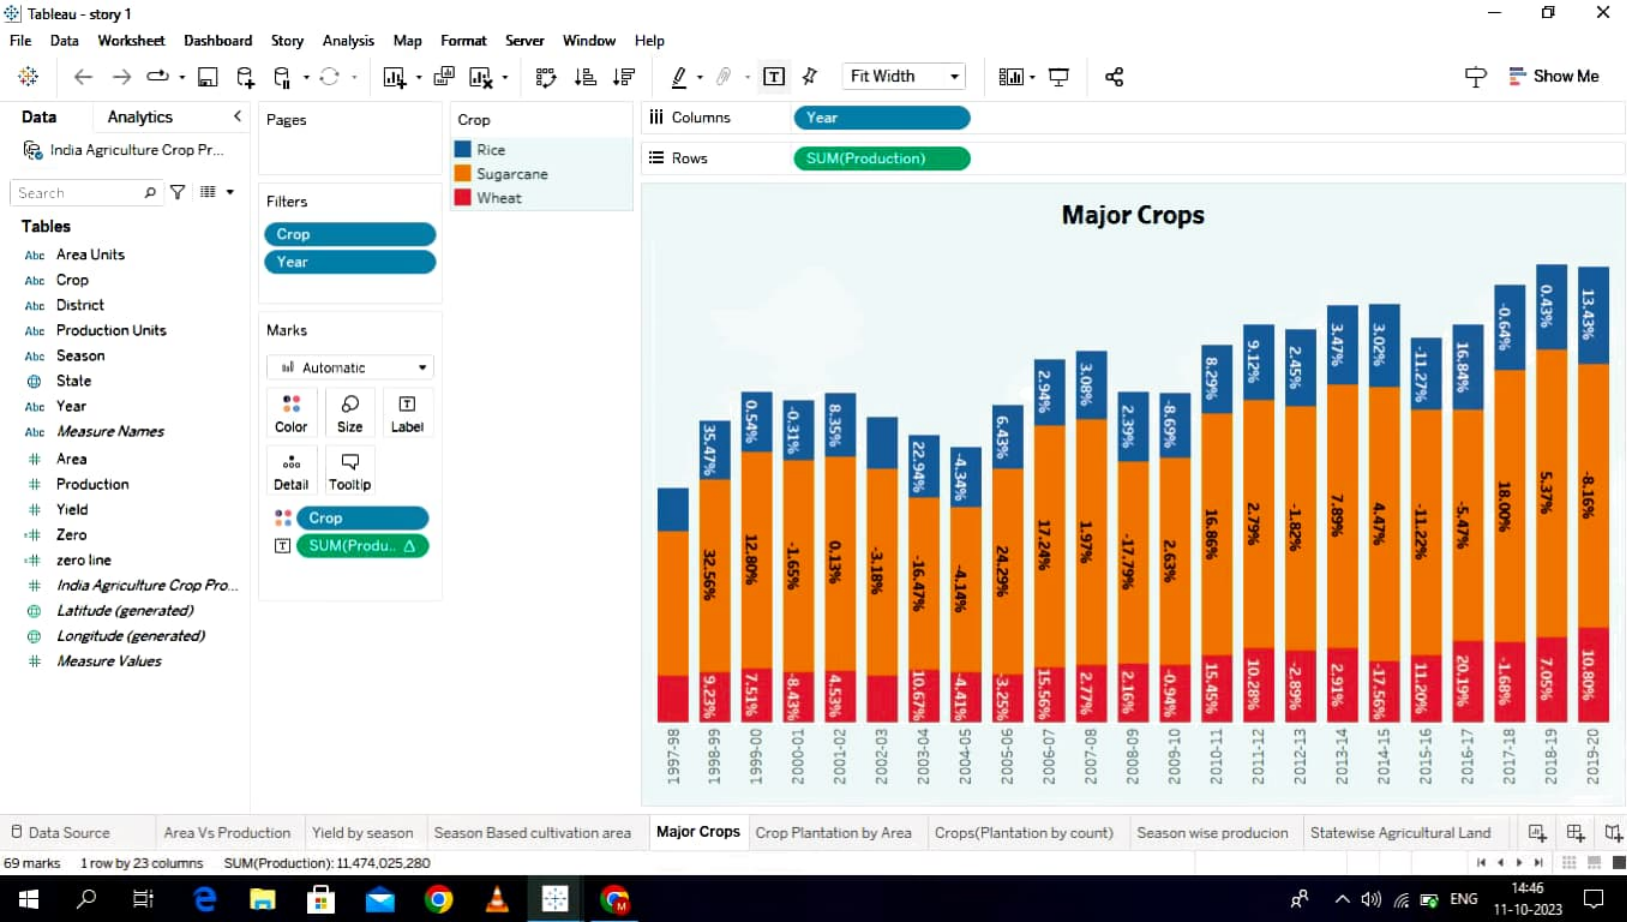 Tableau - story 1
File Data Worksheet Dashboard Story Analysis Map Format Server Window Help
Fit Width
Show Me
Data Analytics
India Agriculture Crop Pr...
Search
Tables
Abc Area Units
Abc Crop
Abc District
Abc Production Units
Abc Season
State
Abc Year
Abc Measure Names
# Area
# Production
# Yield
=# Zero
=# zero line
# India Agriculture Crop Pro...
Latitude (generated)
Longitude (generated)
# Measure Values
Pages
Filters
Crop
Year
Marks
Automatic
Color Size Label
Detail Tooltip
Crop
SUM(Produ.. Δ
Crop
Rice
Sugarcane
Wheat
Columns Year
Rows SUM(Production)
Major Crops
35.47% 0.54% -0.31% 8.35% 22.94% -4.34% 6.43% 2.94% 3.08% 2.39% -8.69% 8.29% 9.12% 2.45% 3.47% 3.02% -11.27% 16.84% -0.64% 0.43% 13.43%
32.56% 12.80% -1.65% 0.13% -3.18% -16.47% -4.14% 24.29% 17.24% 1.97% -17.79% 2.63% 16.86% 2.79% -1.82% 7.89% 4.47% -11.22% -5.47% 18.00% 5.37% -8.16%
9.23% 7.51% -8.43% 4.53% 10.67% -4.41% -3.25% 15.56% 2.77% 2.16% -0.94% 15.45% 10.28% -2.89% 2.91% -17.56% 11.20% 20.19% -1.68% 7.05% 10.80%
1997-98 1998-99 1999-00 2000-01 2001-02 2002-03 2003-04 2004-05 2005-06 2006-07 2007-08 2008-09 2009-10 2010-11 2011-12 2012-13 2013-14 2014-15 2015-16 2016-17 2017-18 2018-19 2019-20
Data Source Area Vs Production Yield by season Season Based cultivation area Major Crops Crop Plantation by Area Crops(Plantation by count) Season wise producion Statewise Agricultural Land
69 marks 1 row by 23 columns SUM(Production): 11,474,025,280
ENG
14:46
11-10-2023